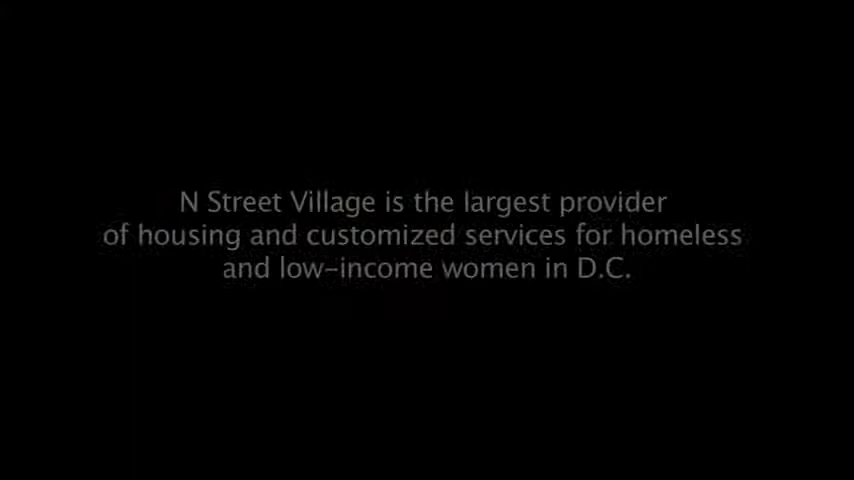 N Street Village is the largest provider
of housing and customized services for homeless
and low-income women in D.C.